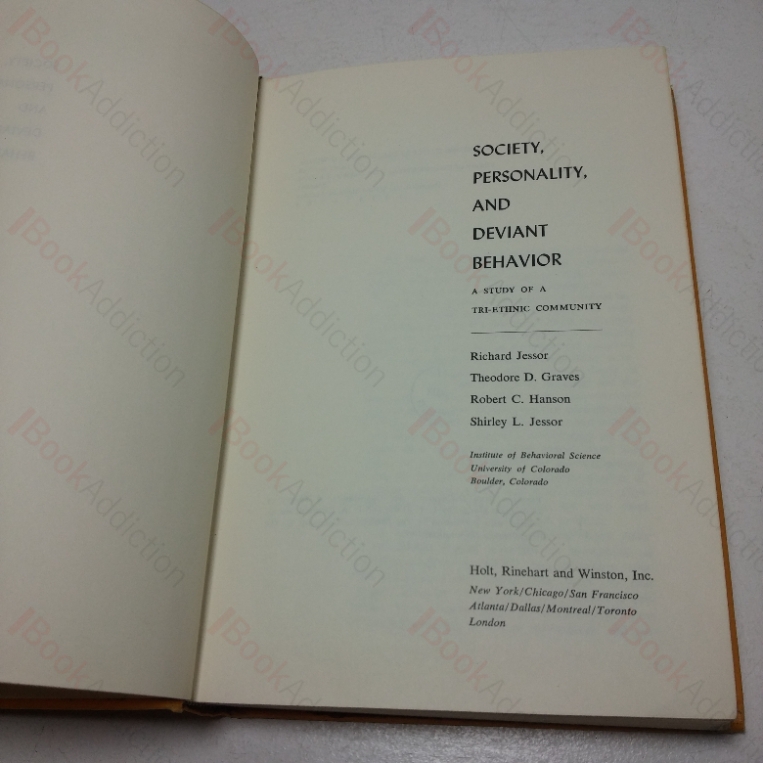 SOCIETY,
PERSONALITY,
AND
DEVIANT
BEHAVIOR
A STUDY OF A
TRI-ETHNIC COMMUNITY
Richard Jessor
Theodore D. Graves
Robert C. Hanson
Shirley L. Jessor
Institute of Behavioral Science
University of Colorado
Boulder, Colorado
Holt, Rinehart and Winston, Inc.
New York/Chicago/San Francisco
Atlanta/Dallas/Montreal/Toronto
London
BookAddiction